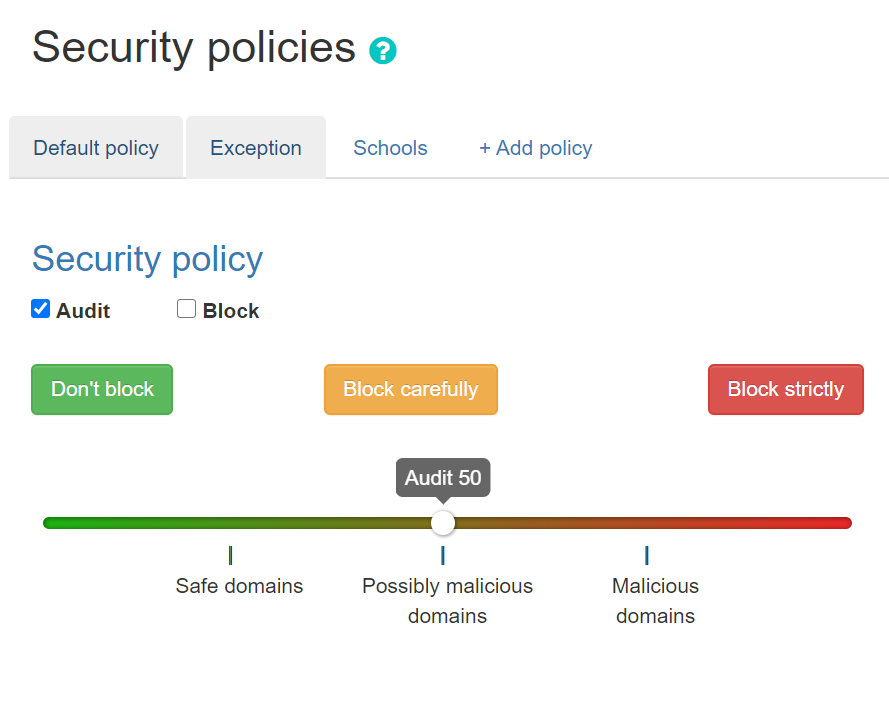 Security policies ?
Default policy Exception Schools + Add policy
Security policy
Audit Block
Don't block Block carefully Block strictly
Audit 50
Safe domains Possibly malicious Malicious
domains domains